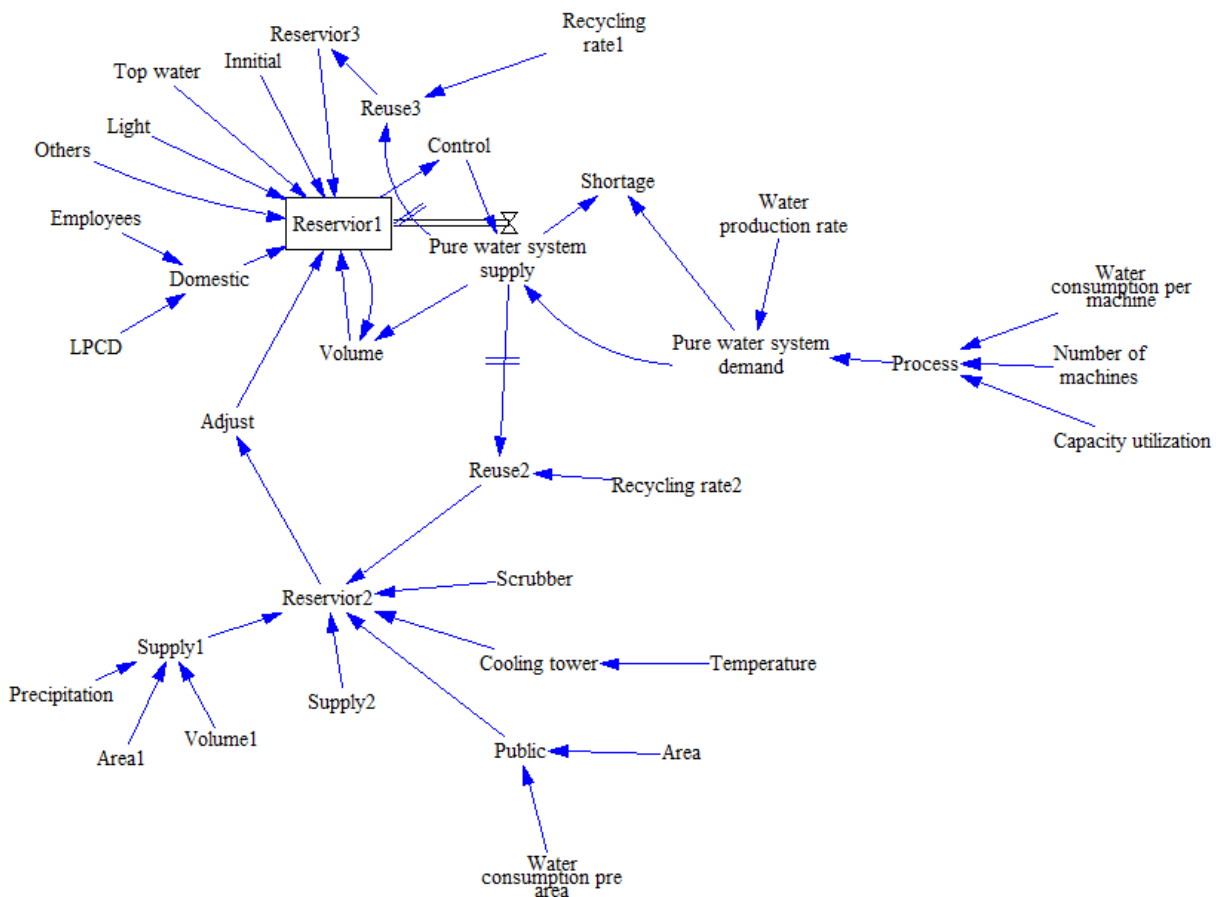 Recycling
rate1
Reservior3
Innitial
Top water
Reuse3
Light
Control
Others
Shortage
Employees
Reservior1
Water
production rate
Pure water system
supply
Domestic
Water
consumption per
machine
LPCD
Volume
Pure water system
demand
Process
Number of
machines
Adjust
Capacity utilization
Reuse2
Recycling rate2
Scrubber
Reservior2
Supply1
Cooling tower
Temperature
Precipitation
Supply2
Volume1
Area1
Public
Area
Water
consumption pre
area